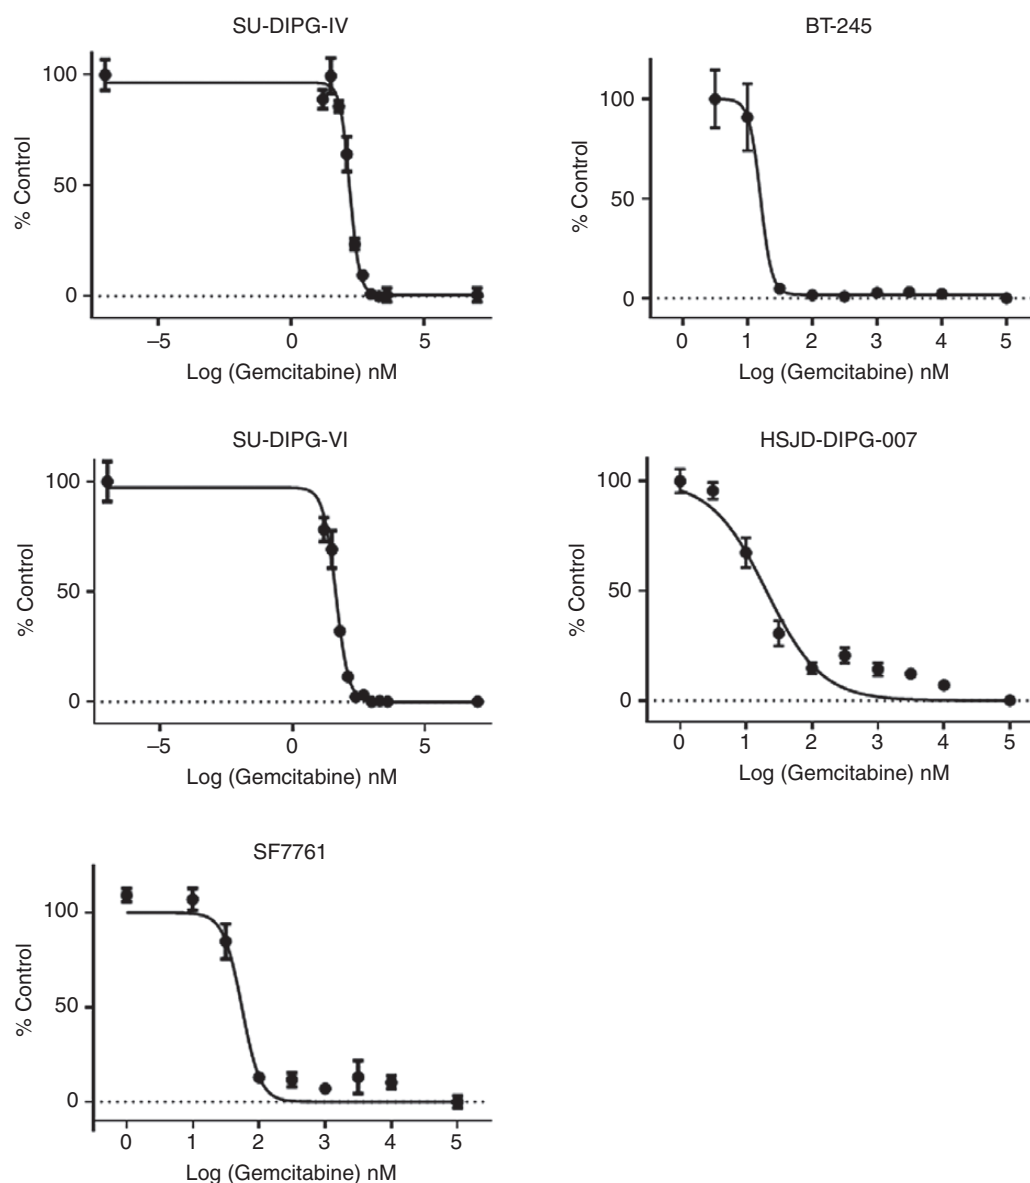 SU-DIPG-IV
% Control
100
50
0
–5
0
5
Log (Gemcitabine) nM
BT-245
% Control
100
50
0
0
1
2
3
4
5
Log (Gemcitabine) nM
SU-DIPG-VI
% Control
100
50
0
–5
0
5
Log (Gemcitabine) nM
HSJD-DIPG-007
% Control
100
50
0
0
1
2
3
4
5
Log (Gemcitabine) nM
SF7761
% Control
100
50
0
0
1
2
3
4
5
Log (Gemcitabine) nM